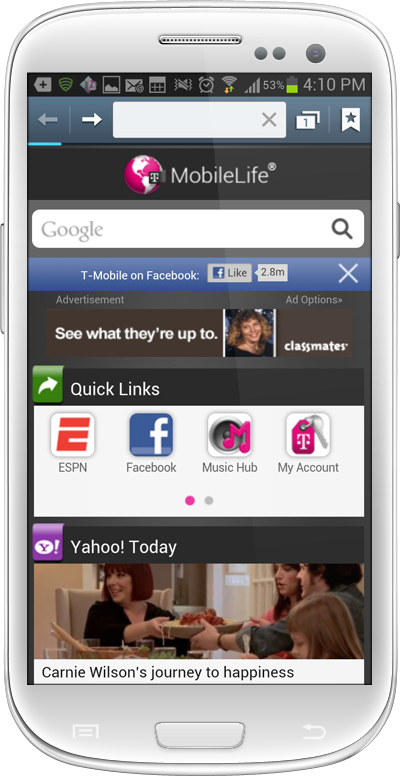 53% 4:10 PM
1
MobileLife®
Google
T-Mobile on Facebook: Like 2.8m
Advertisement Ad Options»
See what they're up to. classmates
Quick Links
ESPN Facebook Music Hub My Account
Y! Yahoo! Today
Carnie Wilson's journey to happiness